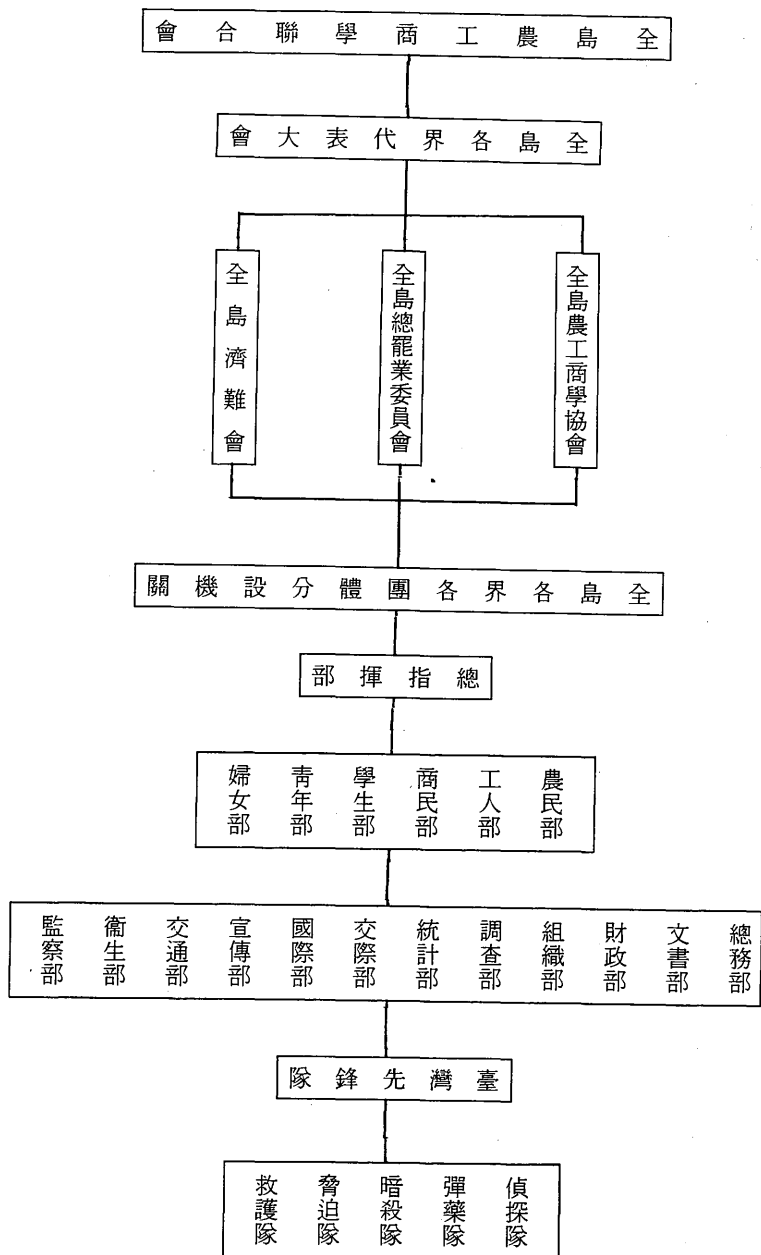 全島農工商學聯合會
全島各界代表大會
全島農工商學協會
全島總罷業委員會
全島濟難會
全島各界各團體分設機關
總指揮部
農民部
工人部
商民部
學生部
靑年部
婦女部
總務部
文書部
財政部
組織部
調查部
統計部
交際部
國際部
宣傳部
交通部
衞生部
監察部
臺灣先鋒隊
偵探隊
彈藥隊
暗殺隊
脅迫隊
救護隊